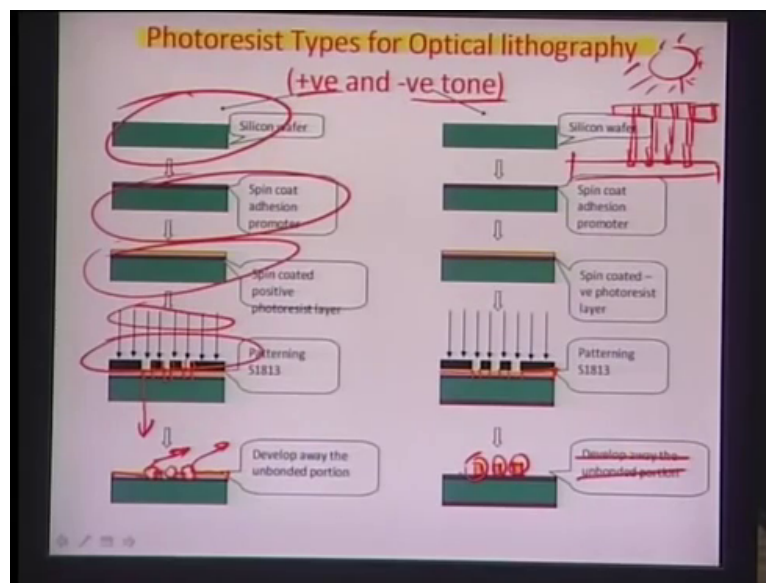 Photoresist Types for Optical lithography
(+ve and -ve tone)
Silicon wafer
Spin coat
adhesion
promoter
Spin coated
positive
photoresist layer
Patterning
S1813
Develop away the
unbonded portion
Silicon wafer
Spin coat
adhesion
promoter
Spin coated –
ve photoresist
layer
Patterning
S1813
Develop away the
unbonded portion